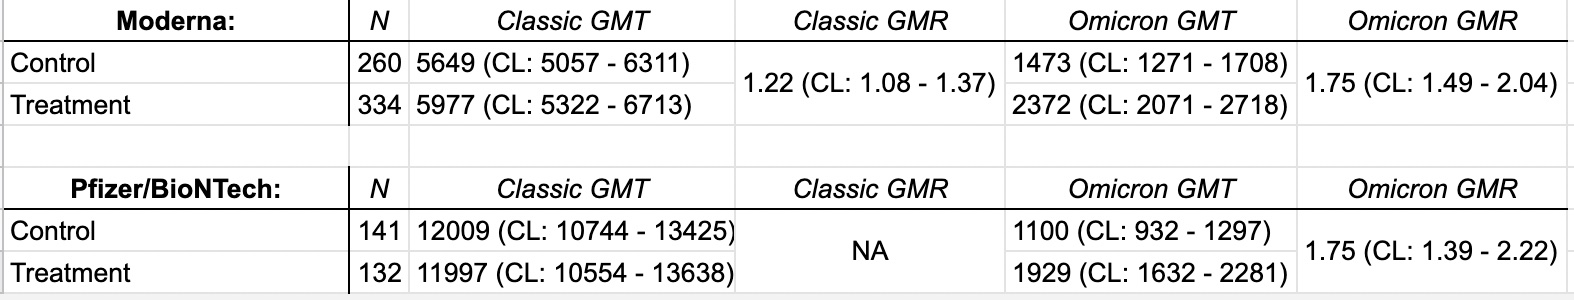 Moderna: N Classic GMT Classic GMR Omicron GMT Omicron GMR
Control 260 5649 (CL: 5057 - 6311) 1.22 (CL: 1.08 - 1.37) 1473 (CL: 1271 - 1708) 1.75 (CL: 1.49 - 2.04)
Treatment 334 5977 (CL: 5322 - 6713) 2372 (CL: 2071 - 2718)
Pfizer/BioNTech: N Classic GMT Classic GMR Omicron GMT Omicron GMR
Control 141 12009 (CL: 10744 - 13425) NA 1100 (CL: 932 - 1297) 1.75 (CL: 1.39 - 2.22)
Treatment 132 11997 (CL: 10554 - 13638) 1929 (CL: 1632 - 2281)